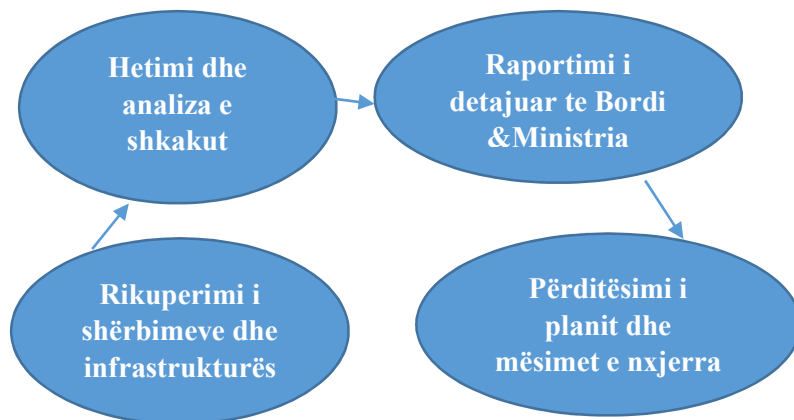 Hetimi dhe
analiza e
shkakut
Raportimi i
detajuar te Bordi
&Ministria
Rikuperimi i
shërbimeve dhe
infrastrukturës
Përditësimi i
planit dhe
mësimet e nxjerra